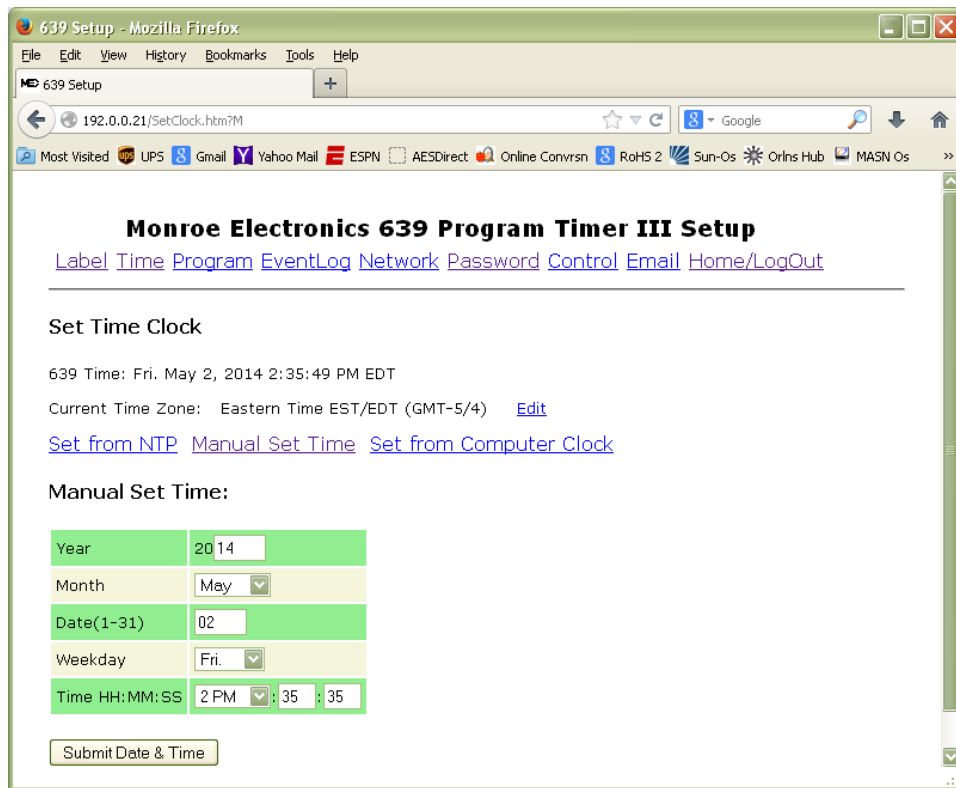 639 Setup - Mozilla Firefox
File Edit View History Bookmarks Tools Help
639 Setup +
192.0.0.21/SetClock.htm?M Google
Most Visited UPS Gmail Yahoo Mail ESPN AESDirect Online Convrsn RoHS 2 Sun-Os Orlns Hub MASN Os »
Monroe Electronics 639 Program Timer III Setup
Label Time Program EventLog Network Password Control Email Home/LogOut
Set Time Clock
639 Time: Fri. May 2, 2014 2:35:49 PM EDT
Current Time Zone: Eastern Time EST/EDT (GMT-5/4) Edit
Set from NTP Manual Set Time Set from Computer Clock
Manual Set Time:
Year 20 14
Month May
Date(1-31) 02
Weekday Fri.
Time HH:MM:SS 2 PM : 35 : 35
Submit Date & Time